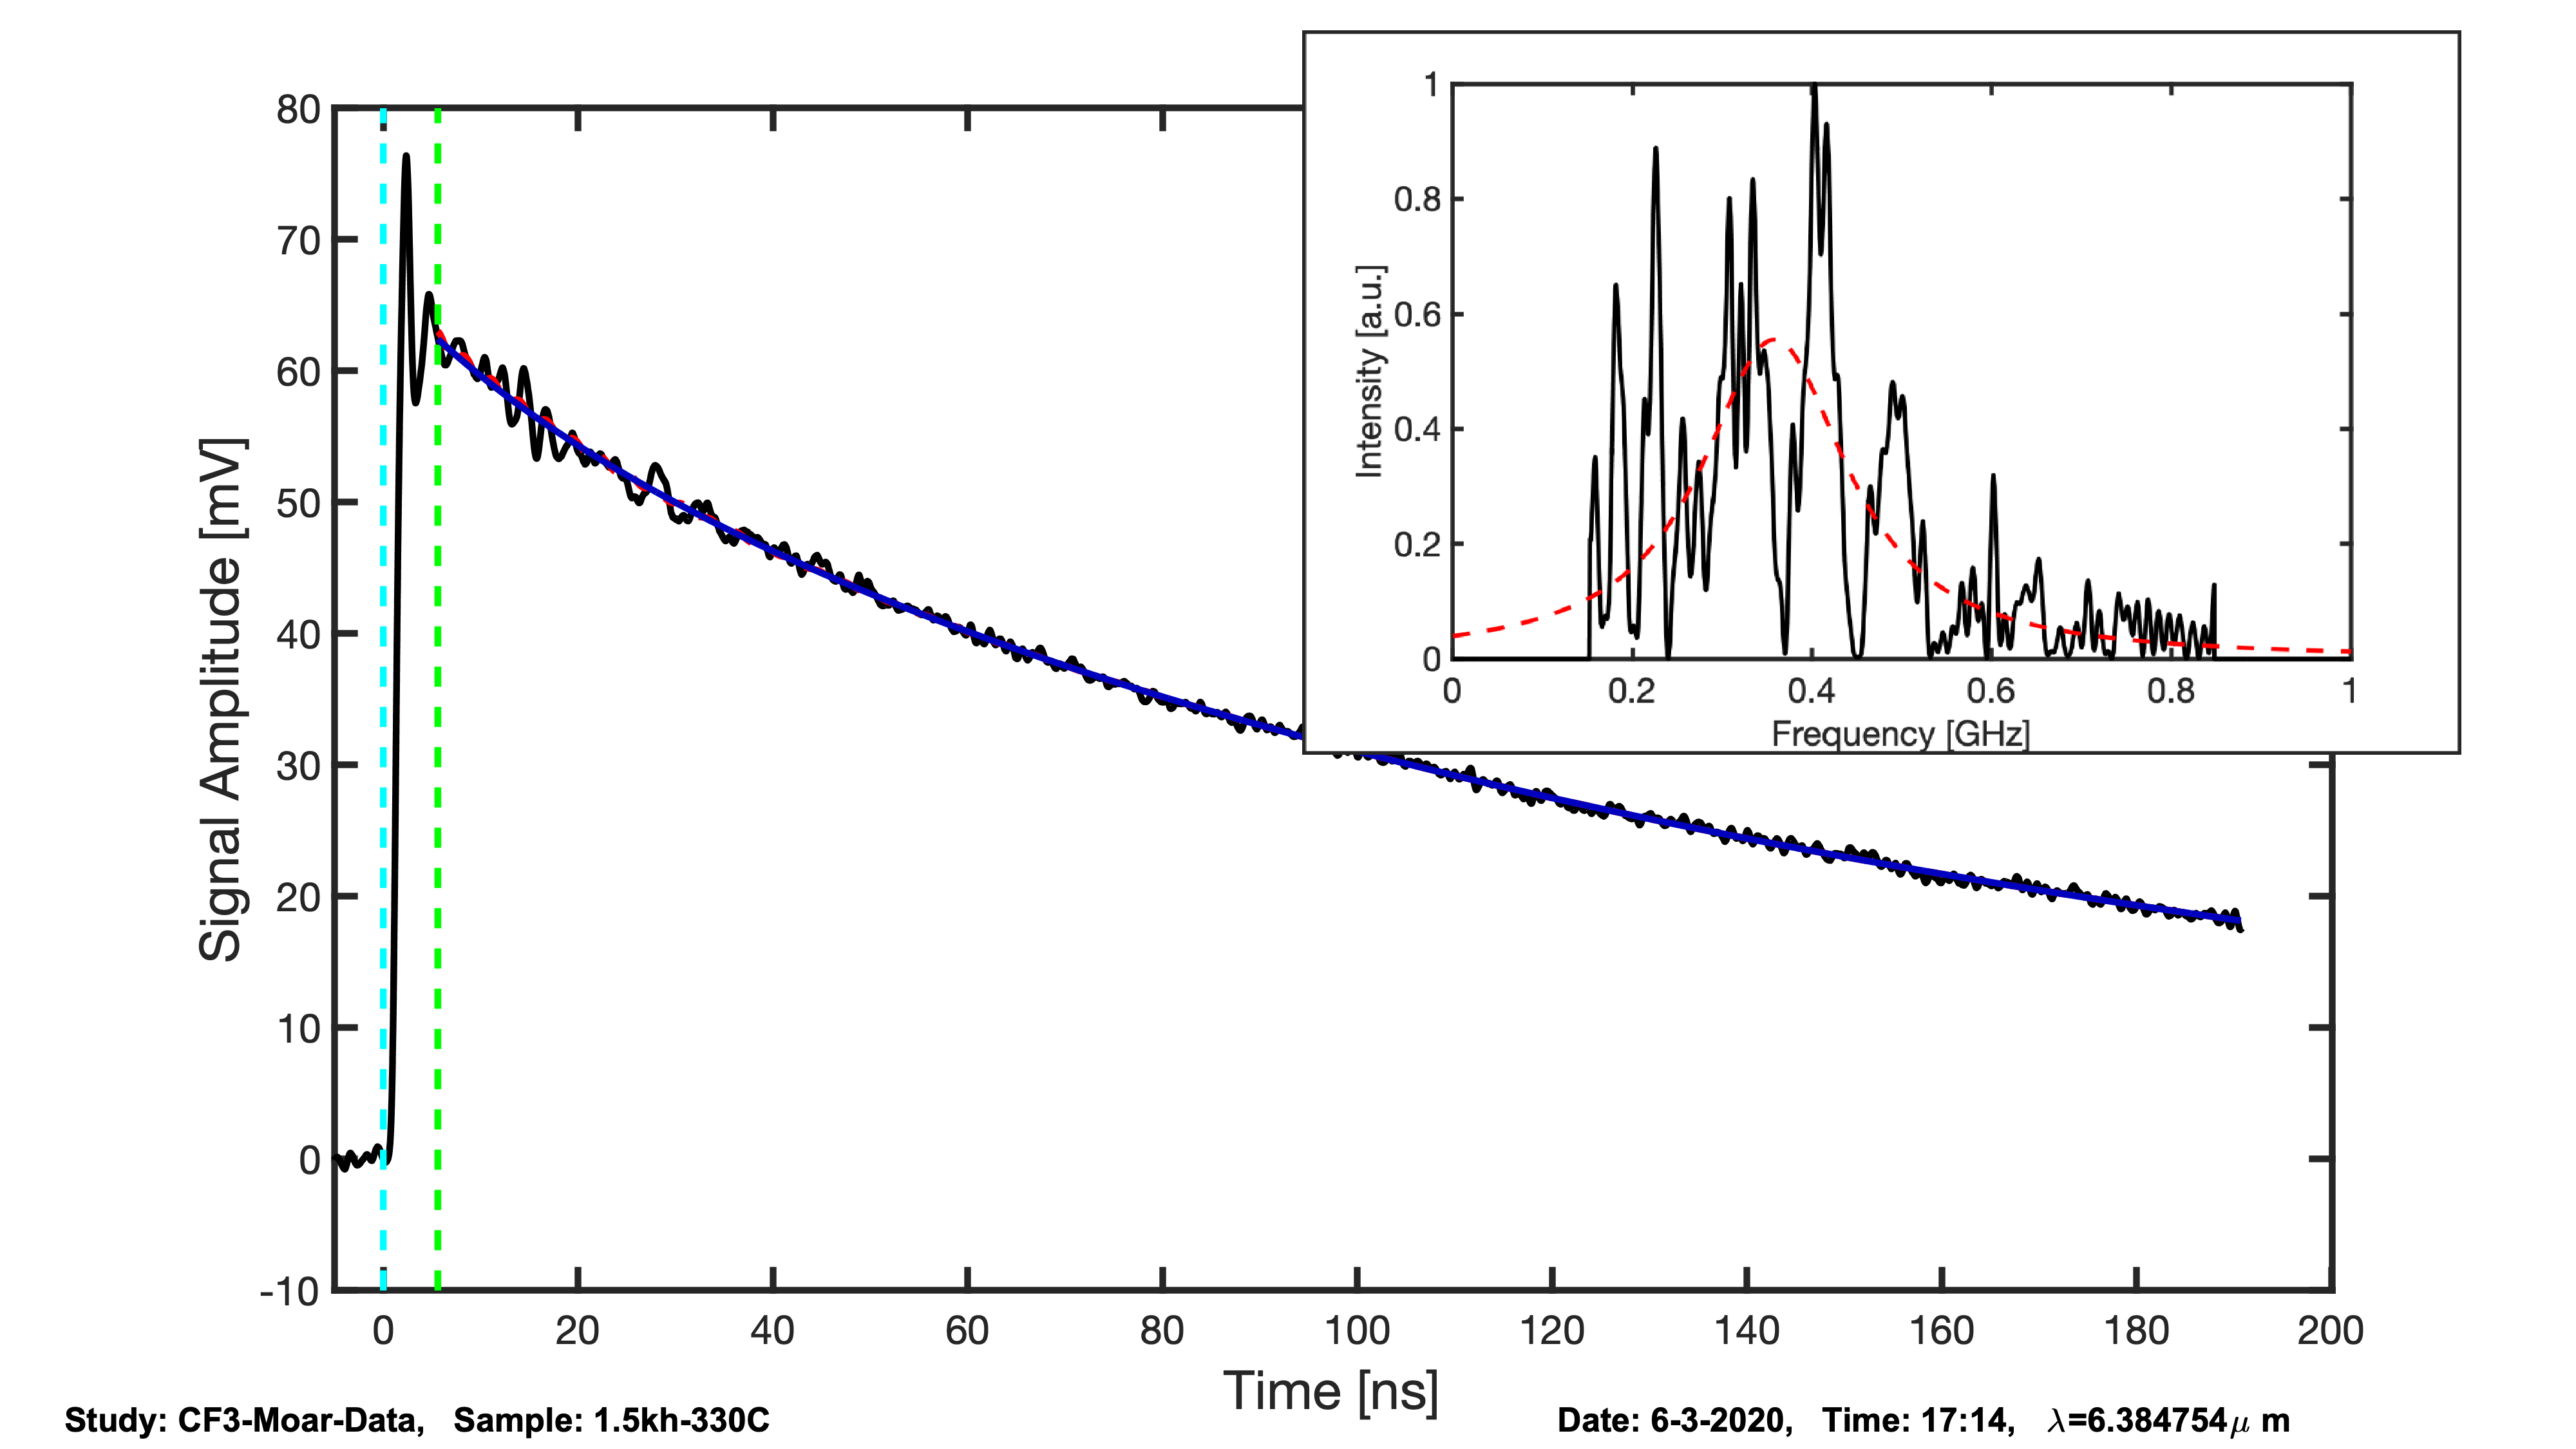 80
70
60
50
40
30
20
10
0
-10
Signal Amplitude [mV]
0 20 40 60 80 100 120 140 160 180 200
Time [ns]
1
0.8
0.6
0.4
0.2
0
Intensity [a.u.]
0 0.2 0.4 0.6 0.8 1
Frequency [GHz]
Study: CF3-Moar-Data, Sample: 1.5kh-330C
Date: 6-3-2020, Time: 17:14, λ=6.384754μ m